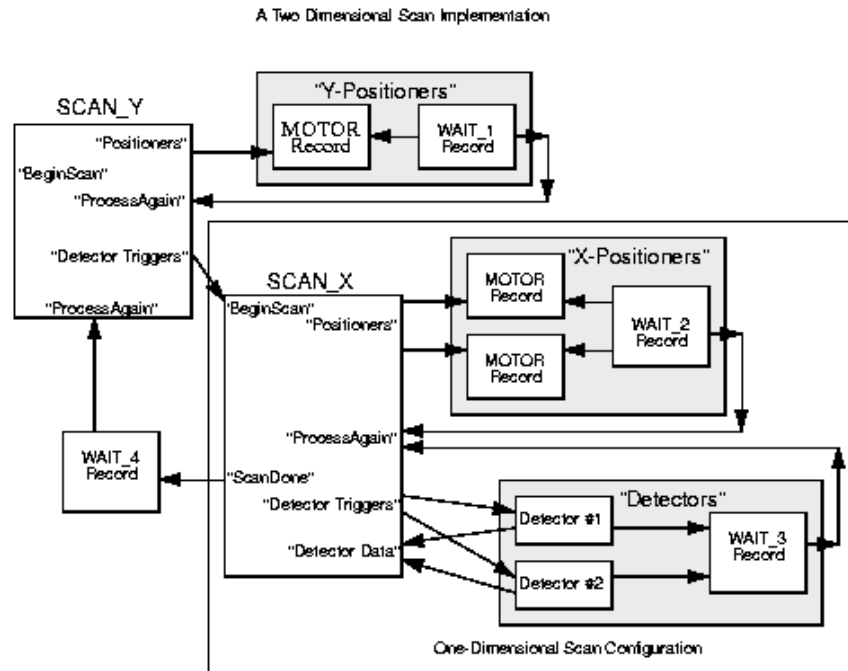 A Two Dimensional Scan Implementation
"Y-Positioners"
SCAN_Y
MOTOR
Record
WAIT_1
Record
"Positioners"
"BeginScan"
"ProcessAgain"
"Detector Triggers"
"ProcessAgain"
"X-Positioners"
SCAN_X
MOTOR
Record
"BeginScan"
"Positioners"
WAIT_2
Record
MOTOR
Record
"ProcessAgain"
WAIT_4
Record
"ScanDone"
"Detector Triggers"
"Detector Data"
"Detectors"
Detector #1
WAIT_3
Record
Detector #2
One-Dimensional Scan Configuration